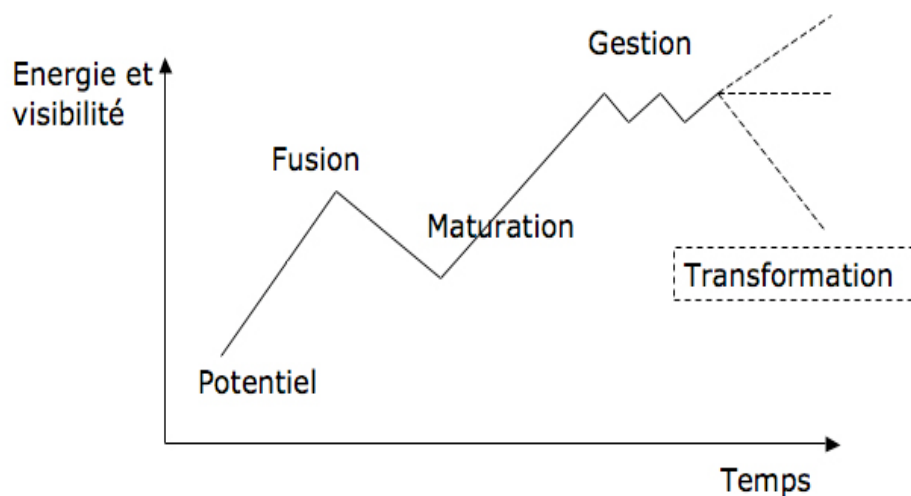 Gestion
Energie et
visibilité
Fusion
Maturation
Transformation
Potentiel
Temps